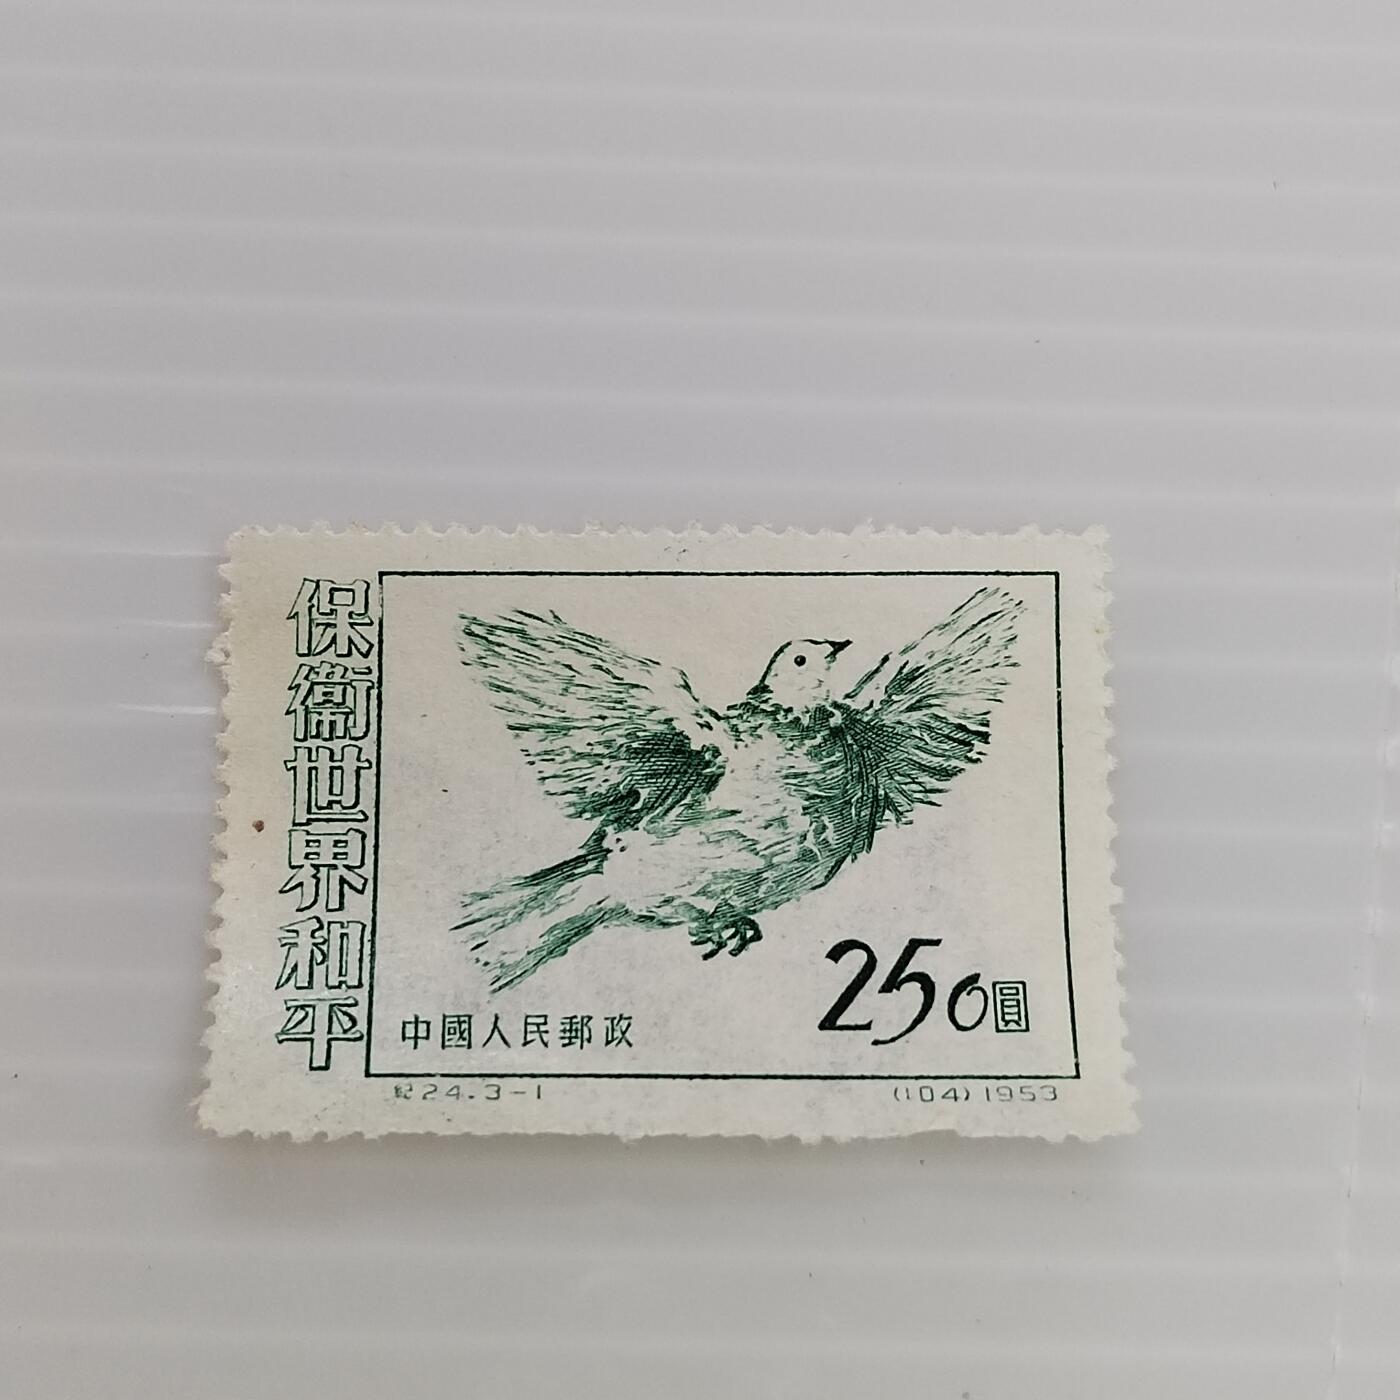 保衞世界和平
250圓
中國人民郵政
紀24.3-1
(104)1953